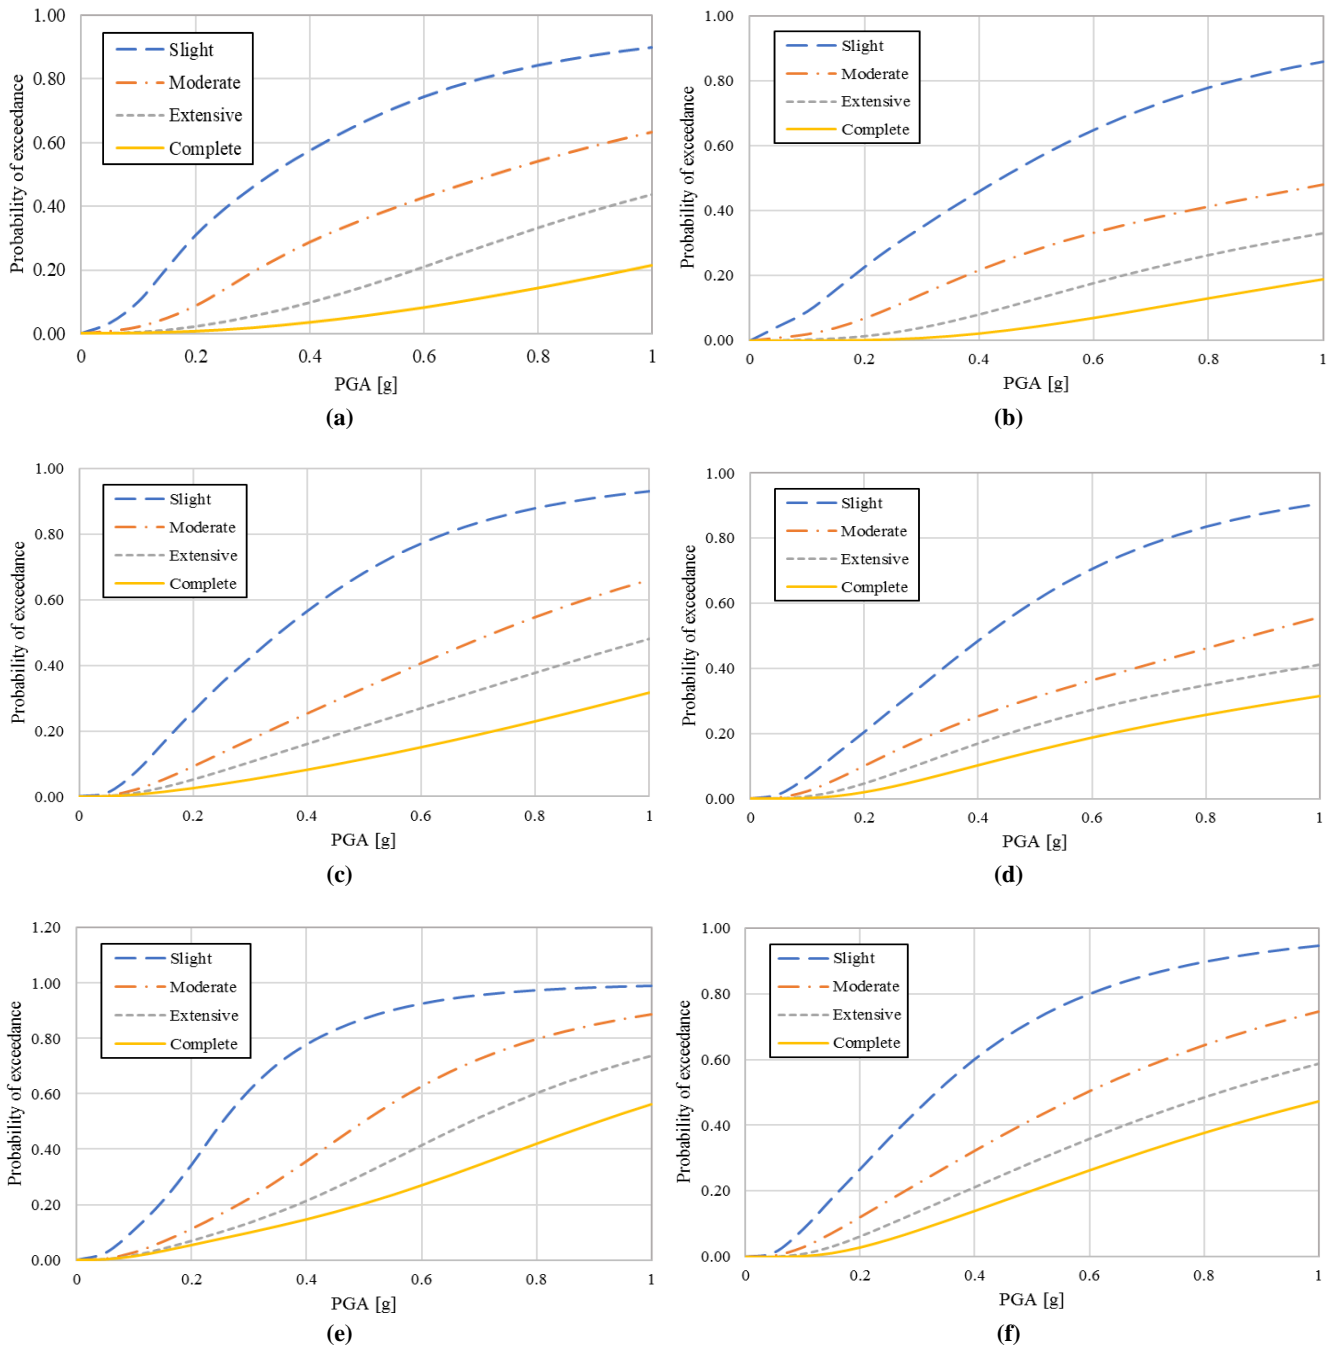 1.00
0.80
0.60
0.40
0.20
0.00
Probability of exceedance
Slight
Moderate
Extensive
Complete
0 0.2 0.4 0.6 0.8 1
PGA [g]
(a)
1.00
0.80
0.60
0.40
0.20
0.00
Probability of exceedance
Slight
Moderate
Extensive
Complete
0 0.2 0.4 0.6 0.8 1
PGA [g]
(b)
1.00
0.80
0.60
0.40
0.20
0.00
Probability of exceedance
Slight
Moderate
Extensive
Complete
0 0.2 0.4 0.6 0.8 1
PGA [g]
(c)
1.00
0.80
0.60
0.40
0.20
0.00
Probability of exceedance
Slight
Moderate
Extensive
Complete
0 0.2 0.4 0.6 0.8 1
PGA [g]
(d)
1.20
1.00
0.80
0.60
0.40
0.20
0.00
Probability of exceedance
Slight
Moderate
Extensive
Complete
0 0.2 0.4 0.6 0.8 1
PGA [g]
(e)
1.00
0.80
0.60
0.40
0.20
0.00
Probability of exceedance
Slight
Moderate
Extensive
Complete
0 0.2 0.4 0.6 0.8 1
PGA [g]
(f)